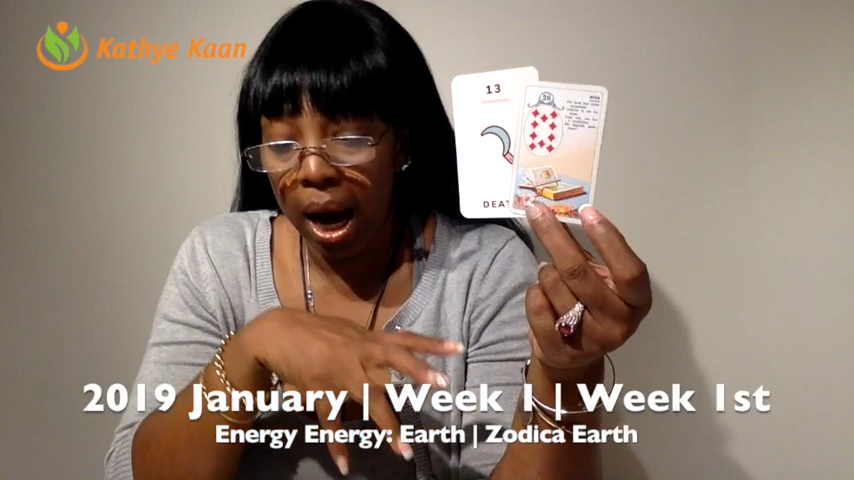 Kathye Kaan
13
26
DEAT
2019 January | Week 1 | Week 1st
Energy Energy: Earth | Zodica Earth